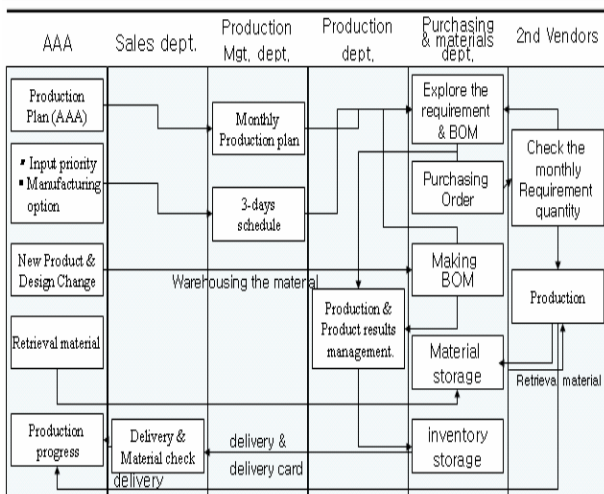 AAA
Sales dept.
Production
Mgt. dept.
Production
dept.
Purchasing
& materials
dept.
2nd Vendors
Production
Plan (AAA)
Monthly
Production plan
Explore the
requirement
& BOM
Check the
monthly
Requirement
quantity
Input priority
Manufacturing
option
3-days
schedule
Purchasing
Order
New Product &
Design Change
Warehousing the material
Making
BOM
Production
Production &
Product results
management.
Retrieval material
Material
storage
Retrieval material
Production
progress
Delivery &
Material check
delivery &
delivery card
inventory
storage
delivery